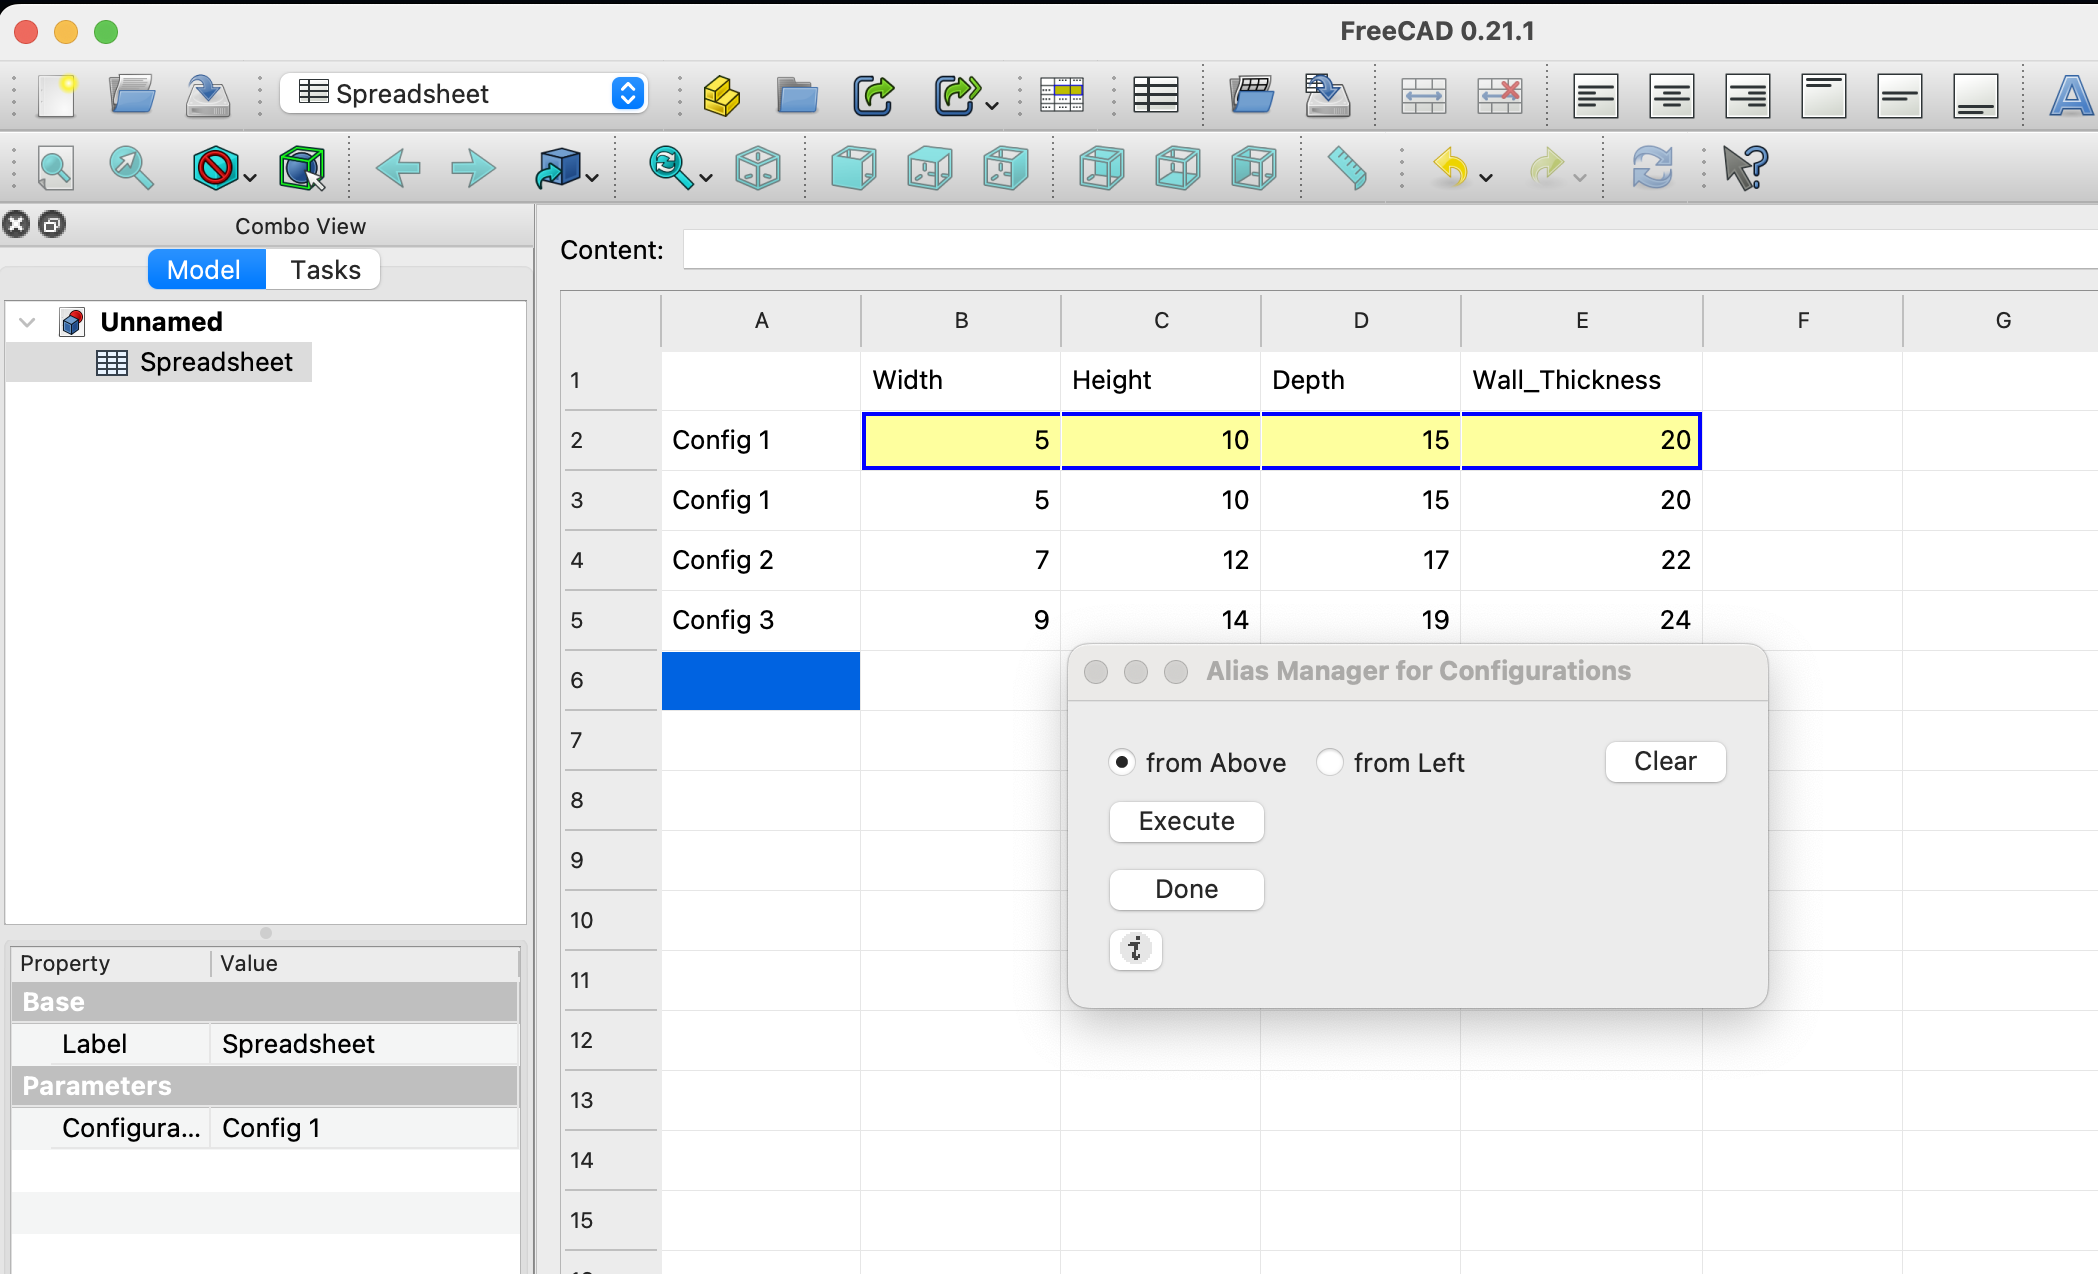 FreeCAD 0.21.1
Spreadsheet
Combo View
Model Tasks
Unnamed
Spreadsheet
Property Value
Base
Label Spreadsheet
Parameters
Configura... Config 1
Content:
A B C D E F G
1 Width Height Depth Wall_Thickness
2 Config 1 5 10 15 20
3 Config 1 5 10 15 20
4 Config 2 7 12 17 22
5 Config 3 9 14 19 24
6
7
8
9
10
11
12
13
14
15
Alias Manager for Configurations
from Above from Left Clear
Execute
Done
i